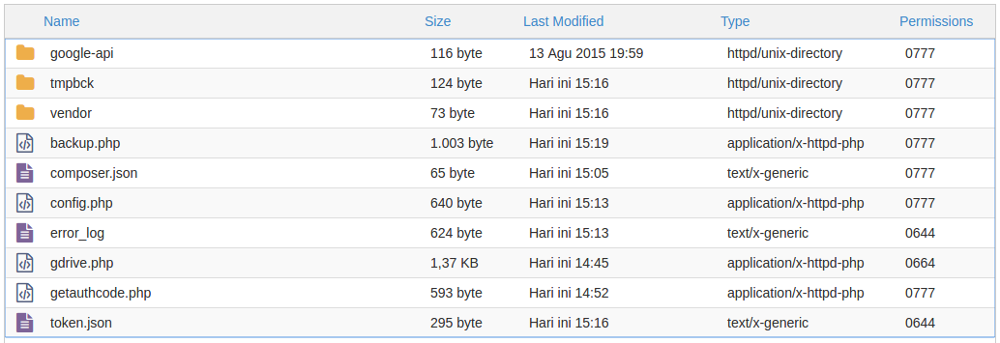 Name Size Last Modified Type Permissions
google-api 116 byte 13 Agu 2015 19:59 httpd/unix-directory 0777
tmpbck 124 byte Hari ini 15:16 httpd/unix-directory 0777
vendor 73 byte Hari ini 15:16 httpd/unix-directory 0777
backup.php 1.003 byte Hari ini 15:19 application/x-httpd-php 0777
composer.json 65 byte Hari ini 15:05 text/x-generic 0777
config.php 640 byte Hari ini 15:13 application/x-httpd-php 0777
error_log 624 byte Hari ini 15:13 text/x-generic 0644
gdrive.php 1,37 KB Hari ini 14:45 application/x-httpd-php 0664
getauthcode.php 593 byte Hari ini 14:52 application/x-httpd-php 0777
token.json 295 byte Hari ini 15:16 text/x-generic 0644